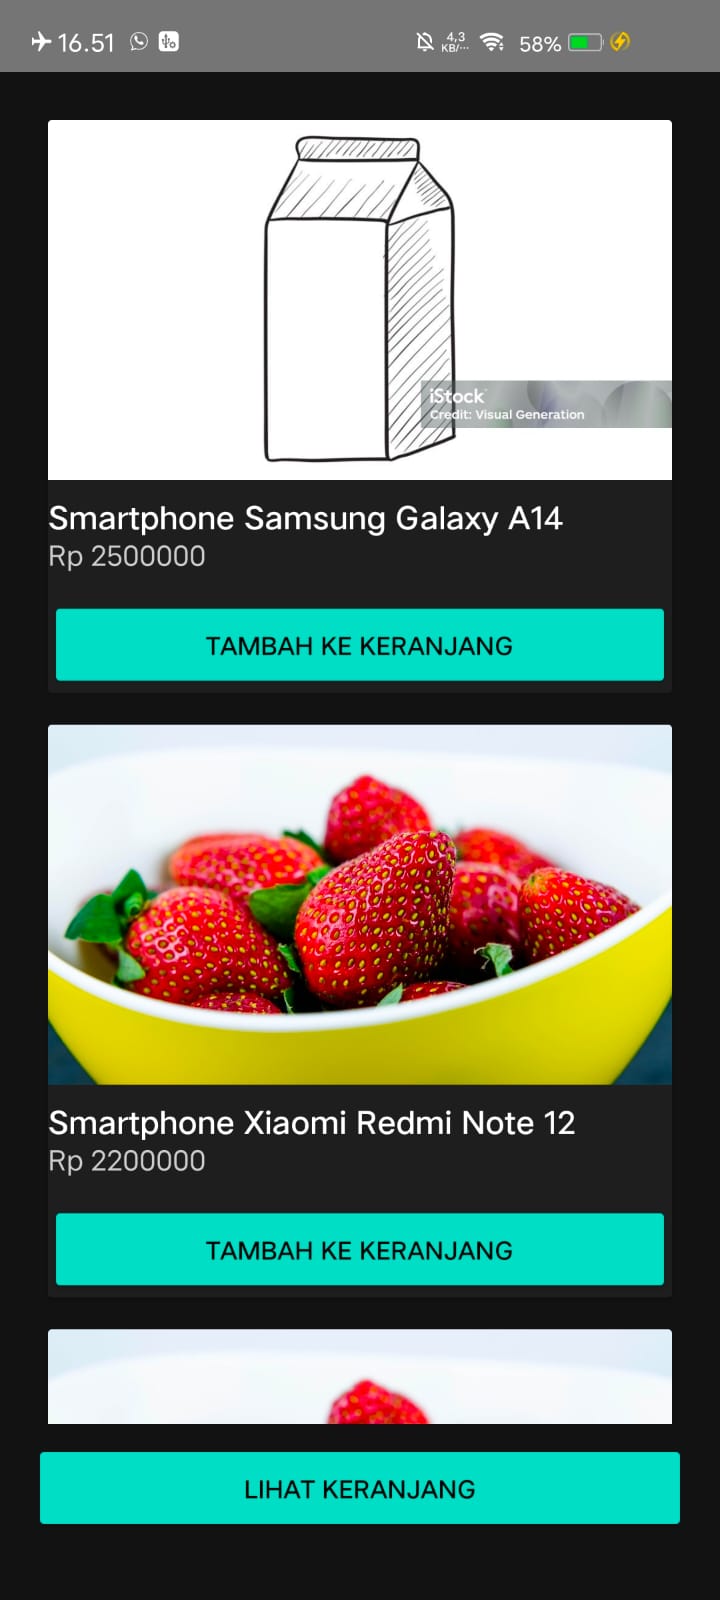 16.51
4,3
KB/...
58%
iStock
Credit: Visual Generation
Smartphone Samsung Galaxy A14
Rp 2500000
TAMBAH KE KERANJANG
Smartphone Xiaomi Redmi Note 12
Rp 2200000
TAMBAH KE KERANJANG
LIHAT KERANJANG